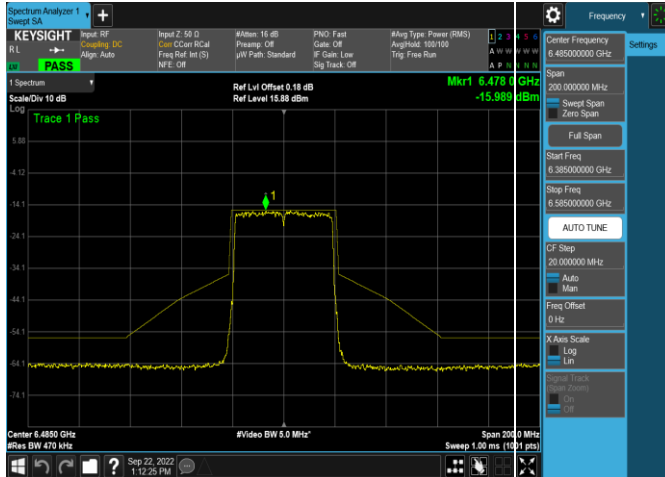 Spectrum Analyzer 1
Swept SA
KEYSIGHT
RL
PASS
Input: RF
Coupling: DC
Align: Auto
Input Z: 50 Ω
Corr CCorr RCal
Freq Ref: Int (S)
NFE: Off
#Atten: 16 dB
Preamp: Off
µW Path: Standard
PNO: Fast
Gate: Off
IF Gain: Low
Sig Track: Off
#Avg Type: Power (RMS)
Avg|Hold: 100/100
Trig: Free Run
1 2 3 4 5 6
A W W W W W
A P N N N N
1 Spectrum
Scale/Div 10 dB
Log
Ref Lvl Offset 0.18 dB
Ref Level 15.88 dBm
Mkr1 6.478 0 GHz
-15.989 dBm
Trace 1 Pass
5.88
-4.12
-14.1
-24.1
-34.1
-44.1
-54.1
-64.1
-74.1
1
Center 6.4850 GHz
#Res BW 470 kHz
#Video BW 5.0 MHz*
Span 200.0 MHz
Sweep 1.00 ms (1001 pts)
?
Sep 22, 2022
1:12:25 PM
Frequency
Settings
Center Frequency
6.485000000 GHz
Span
200.000000 MHz
Swept Span
Zero Span
Full Span
Start Freq
6.385000000 GHz
Stop Freq
6.585000000 GHz
AUTO TUNE
CF Step
20.000000 MHz
Auto
Man
Freq Offset
0 Hz
X Axis Scale
Log
Lin
Signal Track
(Span Zoom)
On
Off